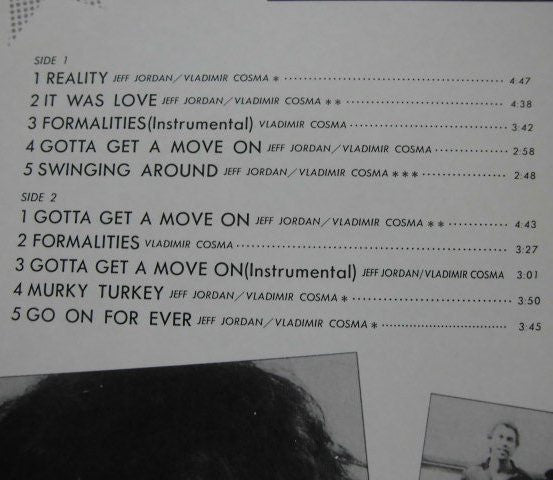 SIDE 1
1 REALITY JEFF JORDAN/VLADIMIR COSMA * 4:47
2 IT WAS LOVE JEFF JORDAN/VLADIMIR COSMA ** 4:38
3 FORMALITIES(Instrumental) VLADIMIR COSMA 3:42
4 GOTTA GET A MOVE ON JEFF JORDAN/VLADIMIR COSMA 2:58
5 SWINGING AROUND JEFF JORDAN/VLADIMIR COSMA *** 2:48
SIDE 2
1 GOTTA GET A MOVE ON JEFF JORDAN/VLADIMIR COSMA ** 4:43
2 FORMALITIES VLADIMIR COSMA 3:27
3 GOTTA GET A MOVE ON(Instrumental) JEFF JORDAN/VLADIMIR COSMA 3:01
4 MURKY TURKEY JEFF JORDAN/VLADIMIR COSMA * 3:50
5 GO ON FOR EVER JEFF JORDAN/VLADIMIR COSMA * 3:45